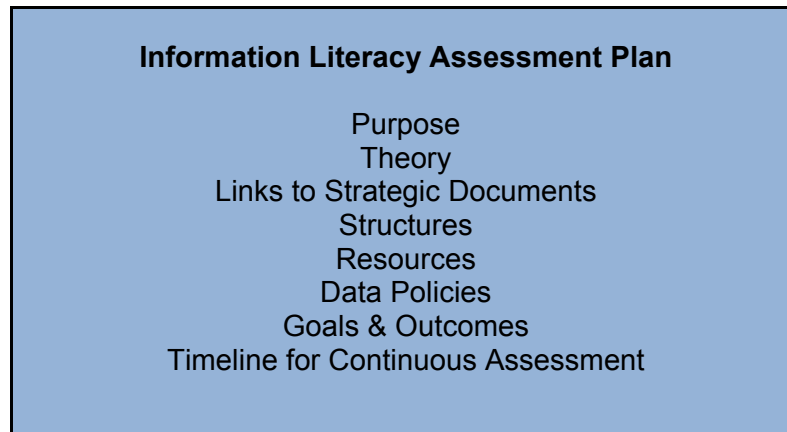 Information Literacy Assessment Plan
Purpose
Theory
Links to Strategic Documents
Structures
Resources
Data Policies
Goals & Outcomes
Timeline for Continuous Assessment